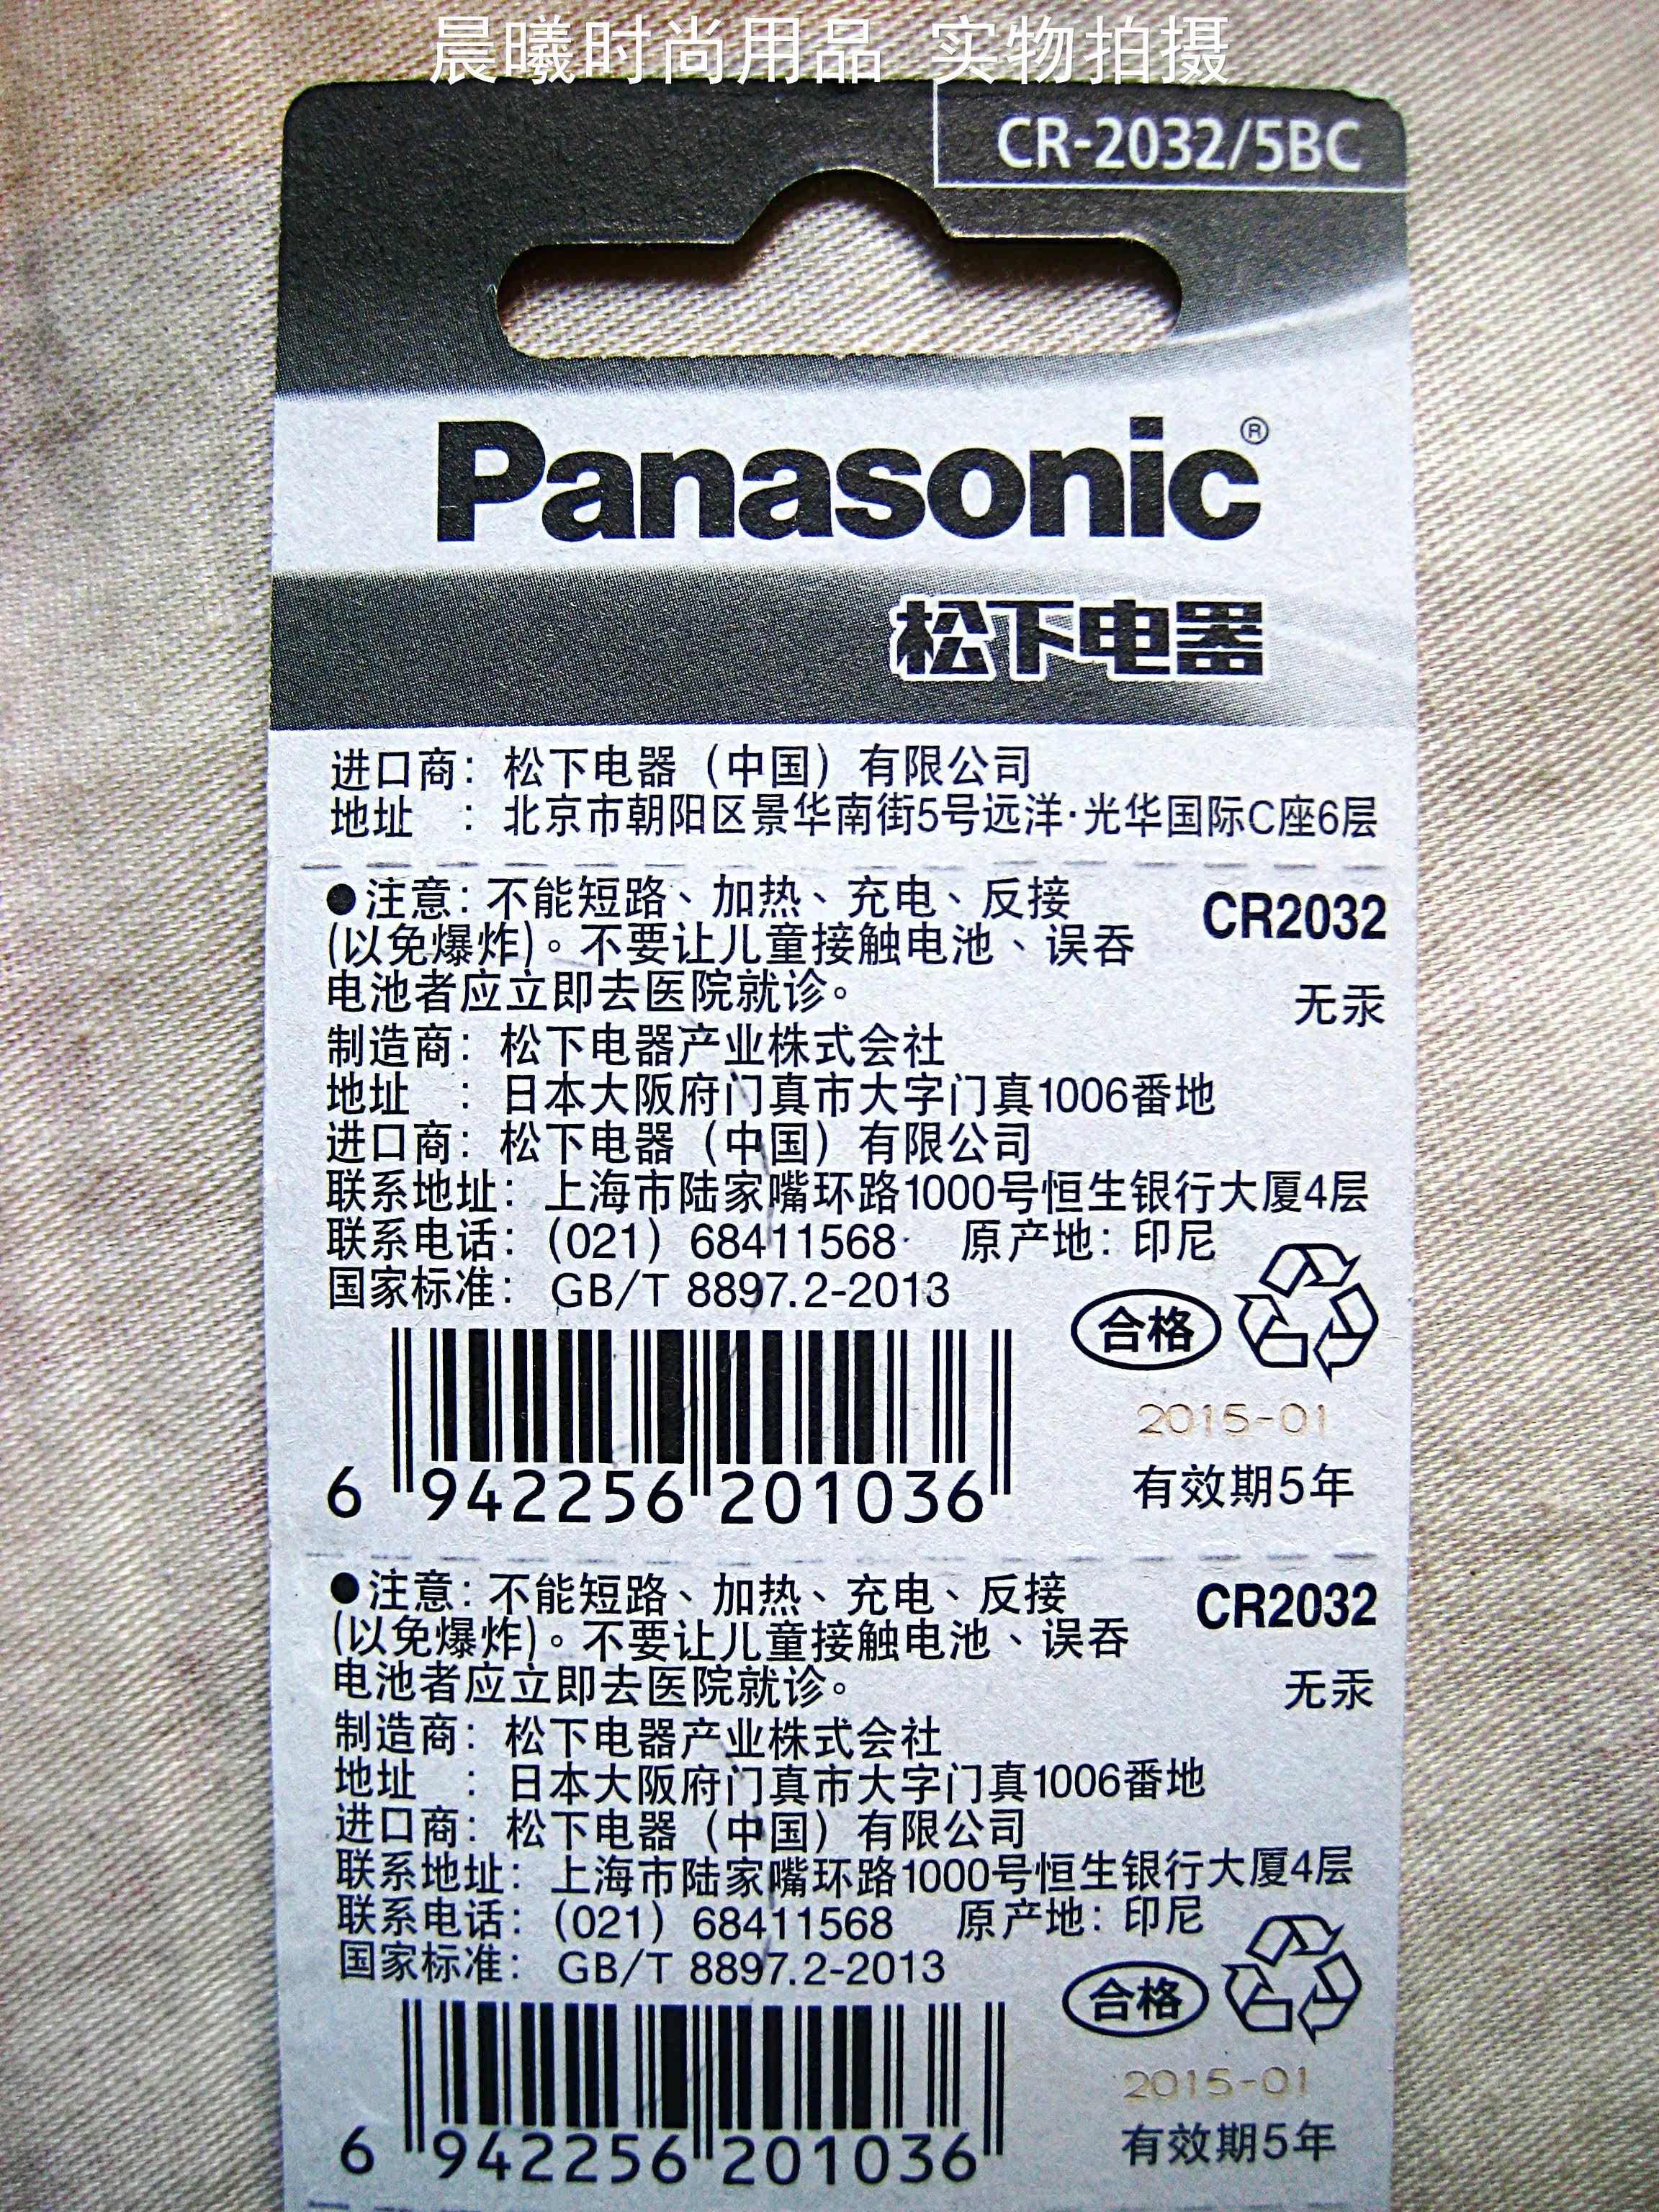 晨曦时尚用品 实物拍摄
CR-2032/5BC
Panasonic®
松下电器
进口商：松下电器（中国）有限公司
地址 ：北京市朝阳区景华南街5号远洋·光华国际C座6层
●注意：不能短路、加热、充电、反接
(以免爆炸)。不要让儿童接触电池、误吞
电池者应立即去医院就诊。
CR2032
无汞
制造商：松下电器产业株式会社
地址 ：日本大阪府门真市大字门真1006番地
进口商：松下电器（中国）有限公司
联系地址：上海市陆家嘴环路1000号恒生银行大厦4层
联系电话：（021）68411568 原产地：印尼
国家标准： GB/T 8897.2-2013
合格
2015-01
有效期5年
6 942256 201036
●注意：不能短路、加热、充电、反接
(以免爆炸)。不要让儿童接触电池、误吞
电池者应立即去医院就诊。
CR2032
无汞
制造商：松下电器产业株式会社
地址 ：日本大阪府门真市大字门真1006番地
进口商：松下电器（中国）有限公司
联系地址：上海市陆家嘴环路1000号恒生银行大厦4层
联系电话：（021）68411568 原产地：印尼
国家标准： GB/T 8897.2-2013
合格
2015-01
有效期5年
6 942256 201036